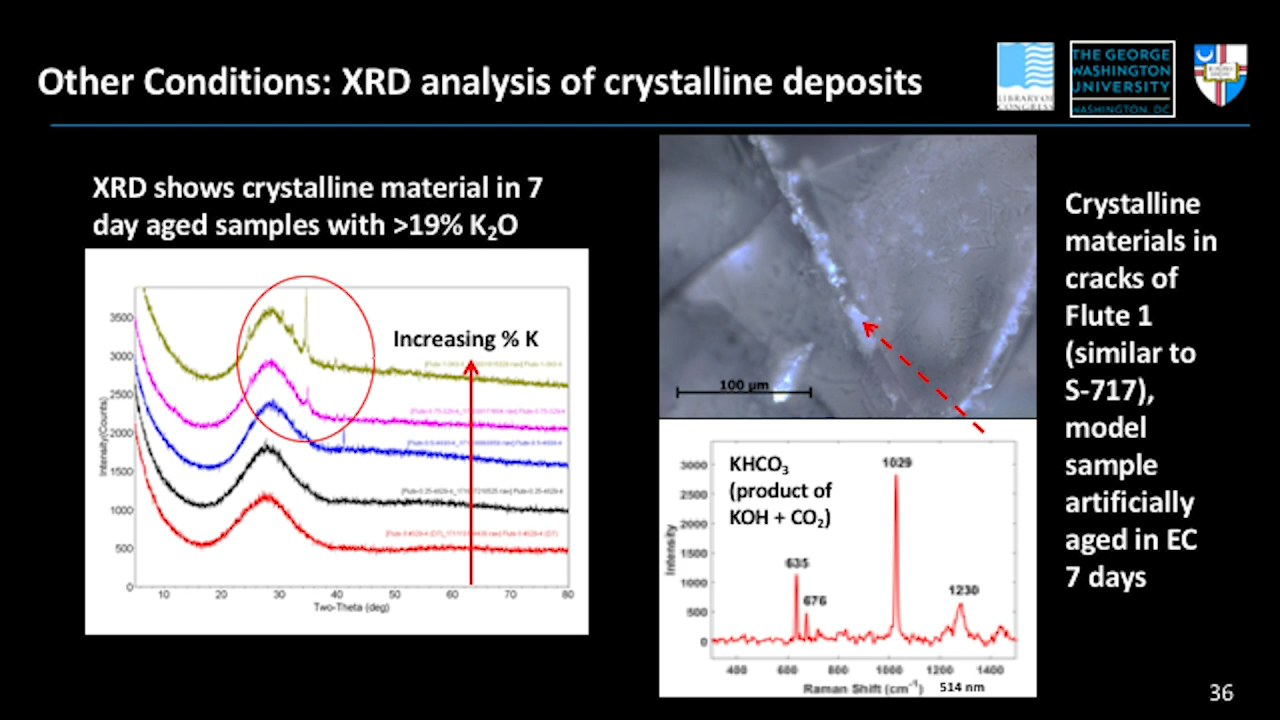 Other Conditions: XRD analysis of crystalline deposits
LIBRARY OF
CONGRESS
THE GEORGE
WASHINGTON
UNIVERSITY
WASHINGTON, DC
XRD shows crystalline material in 7
day aged samples with >19% K₂O
Increasing % K
Intensity(Counts)
3500
3000
2500
2000
1500
1000
500
0
10 20 30 40 50 60 70 80
Two-Theta (deg)
100 µm
KHCO₃
(product of
KOH + CO₂)
1029
635
676
1230
Intensity
3000
2500
2000
1500
1000
500
0
400 600 800 1000 1200 1400
Raman Shift (cm⁻¹) 514 nm
Crystalline
materials in
cracks of
Flute 1
(similar to
S-717),
model
sample
artificially
aged in EC
7 days
36